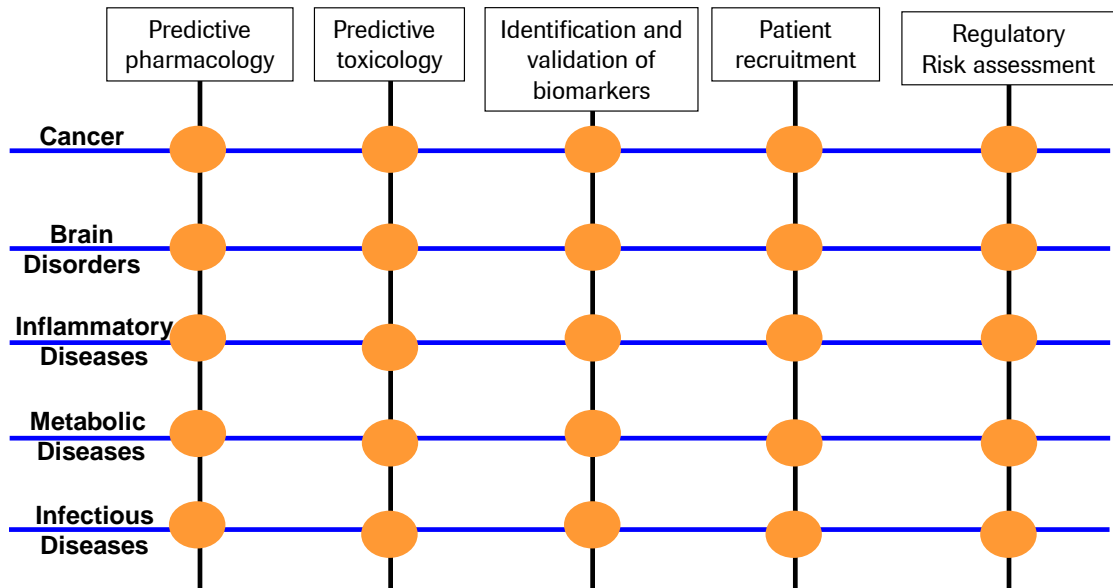 Predictive
pharmacology
Predictive
toxicology
Identification and
validation of
biomarkers
Patient
recruitment
Regulatory
Risk assessment
Cancer
Brain
Disorders
Inflammatory
Diseases
Metabolic
Diseases
Infectious
Diseases